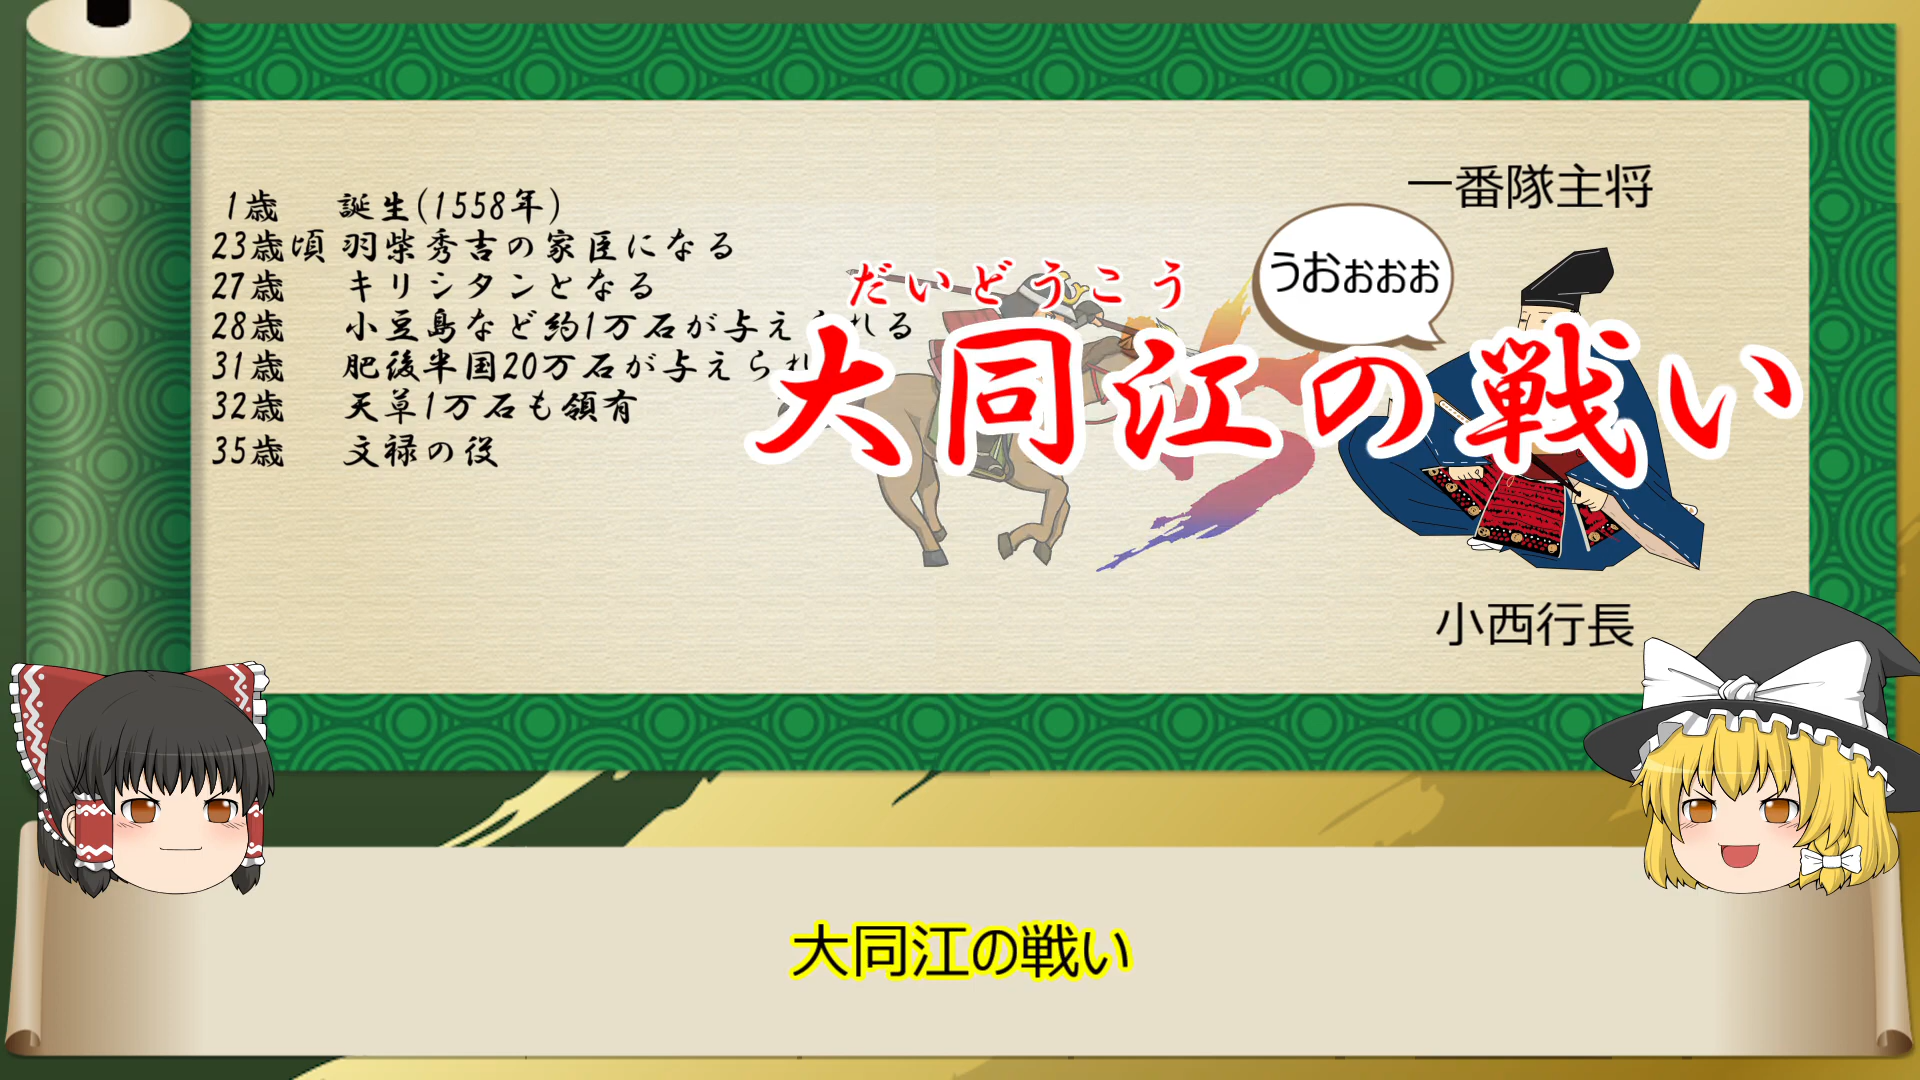 1歳 誕生(1558年)
23歳頃 羽柴秀吉の家臣になる
27歳 キリシタンとなる
28歳 小豆島など約1万石が与えられる
31歳 肥後半国20万石が与えられ
32歳 天草1万石も領有
35歳 文禄の役
一番隊主将
うおぉぉぉ
だいどうこう
大同江の戦い
小西行長
大同江の戦い